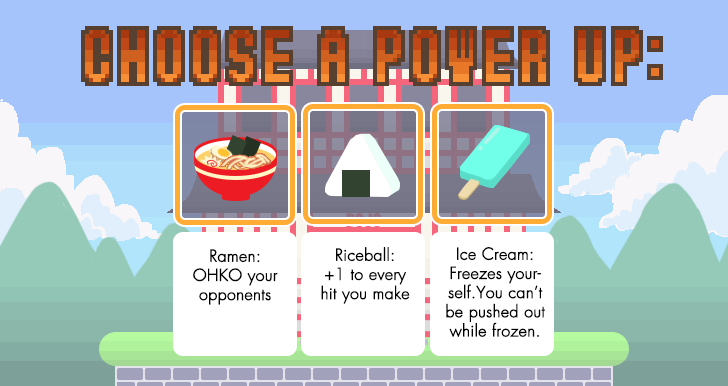 CHOOSE A POWER UP:
Ramen:
OHKO your
opponents
Riceball:
+1 to every
hit you make
Ice Cream:
Freezes your-
self.You can't
be pushed out
while frozen.